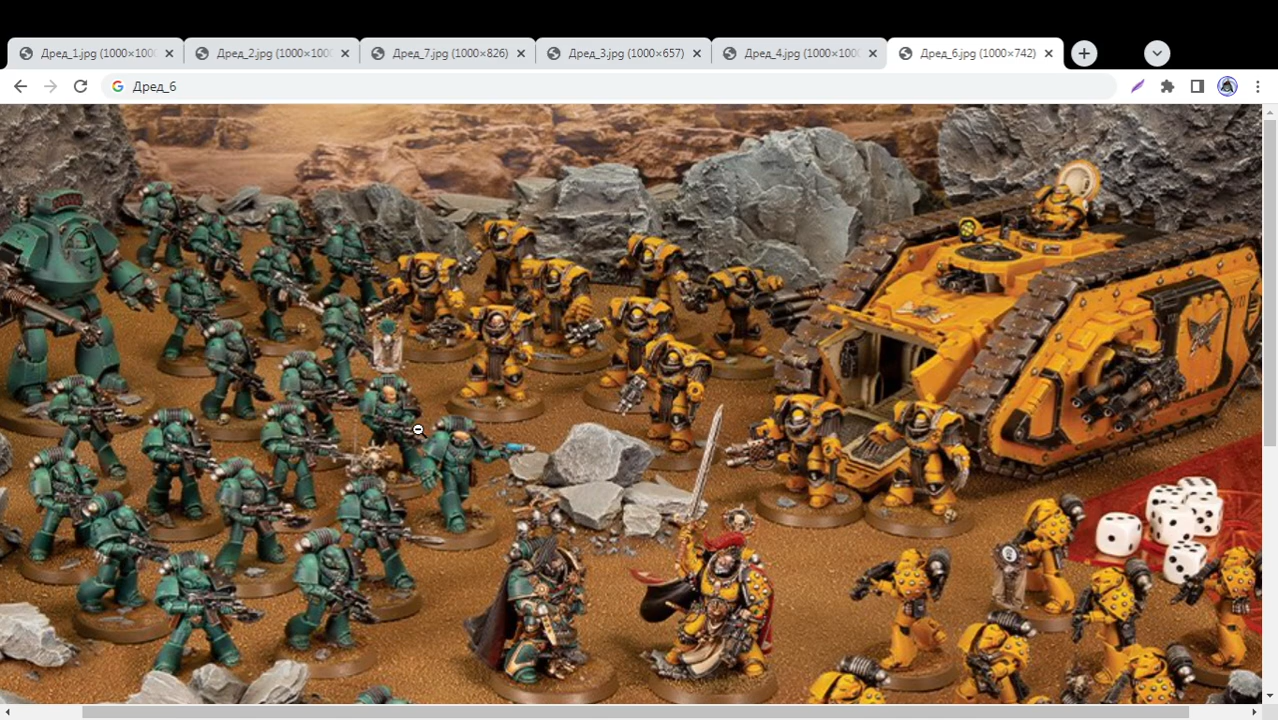 Дред_1.jpg (1000×100
Дред_2.jpg (1000×100
Дред_7.jpg (1000×826)
Дред_3.jpg (1000×657)
Дред_4.jpg (1000×100
Дред_6.jpg (1000×742)
Дред_6